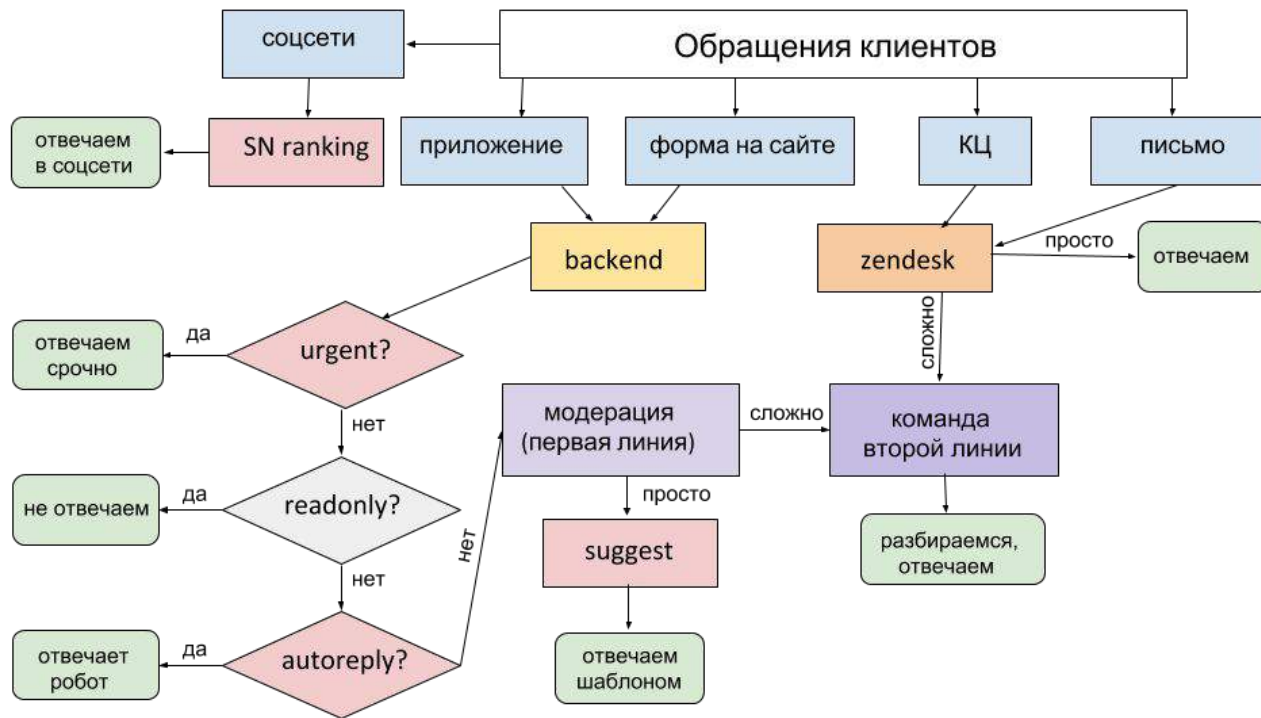 соцсети
Обращения клиентов
отвечаем
в соцсети
SN ranking
приложение
форма на сайте
КЦ
письмо
backend
zendesk
просто
отвечаем
сложно
отвечаем
срочно
да
urgent?
нет
модерация
(первая линия)
сложно
команда
второй линии
не отвечаем
да
readonly?
нет
нет
просто
suggest
разбираемся,
отвечаем
отвечает
робот
да
autoreply?
отвечаем
шаблоном